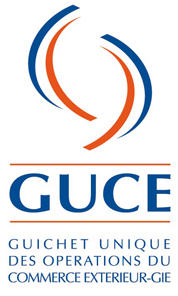 GUCE
GUICHET UNIQUE
DES OPERATIONS DU
COMMERCE EXTERIEUR-GIE